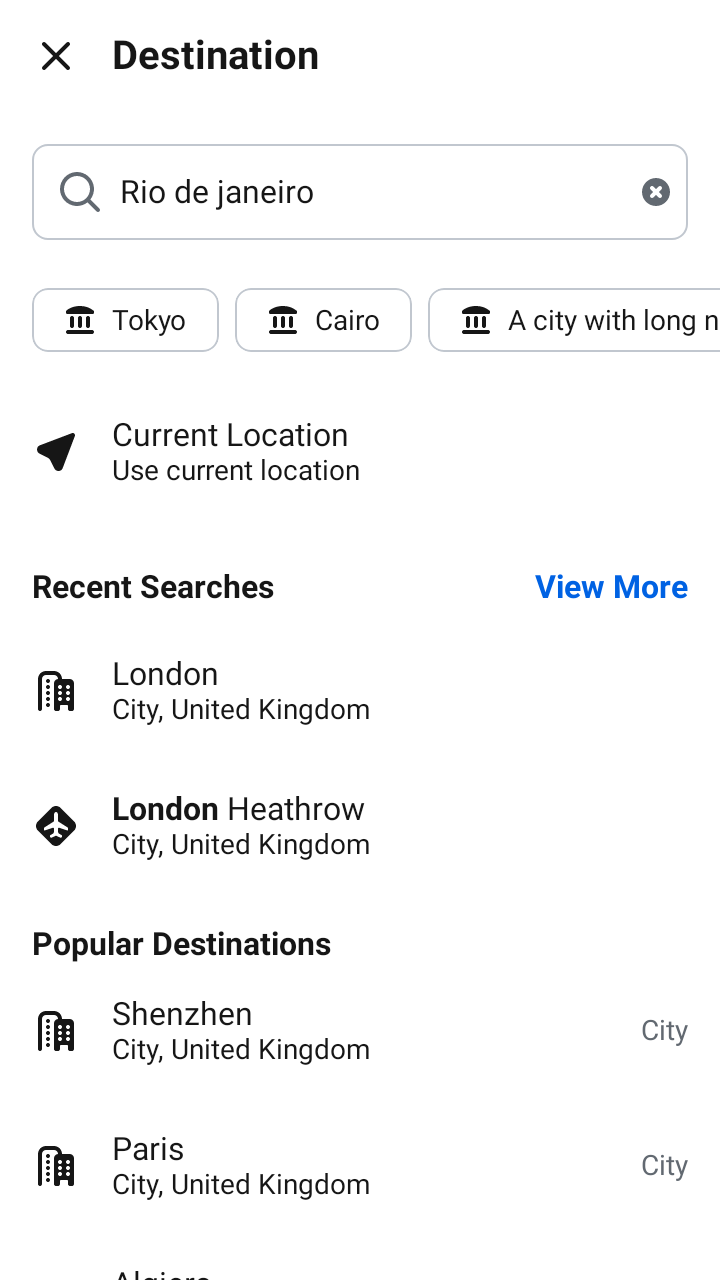 Destination
Rio de janeiro
Tokyo
Cairo
A city with long n
Current Location
Use current location
Recent Searches
View More
London
City, United Kingdom
London Heathrow
City, United Kingdom
Popular Destinations
Shenzhen
City, United Kingdom
City
Paris
City, United Kingdom
City